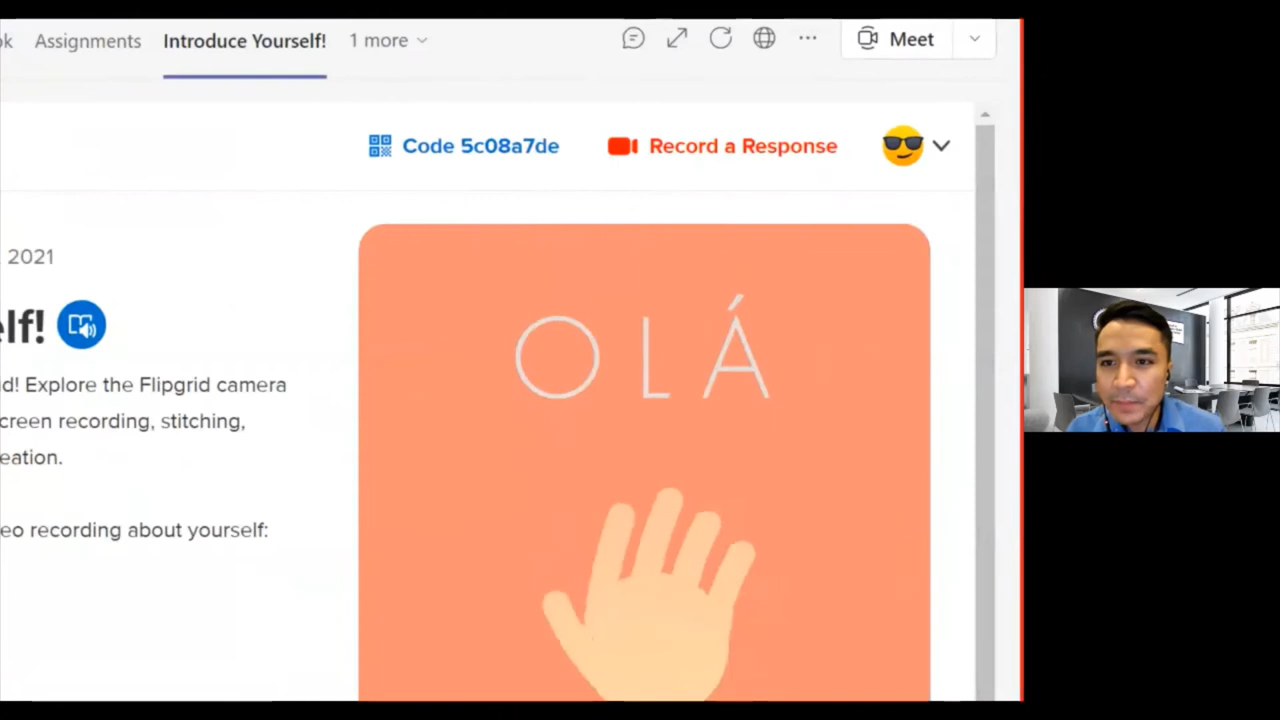 Assignments Introduce Yourself! 1 more Meet
Code 5c08a7de Record a Response
2021
OLÁ
elf!
id! Explore the Flipgrid camera
creen recording, stitching,
eation.
eo recording about yourself: